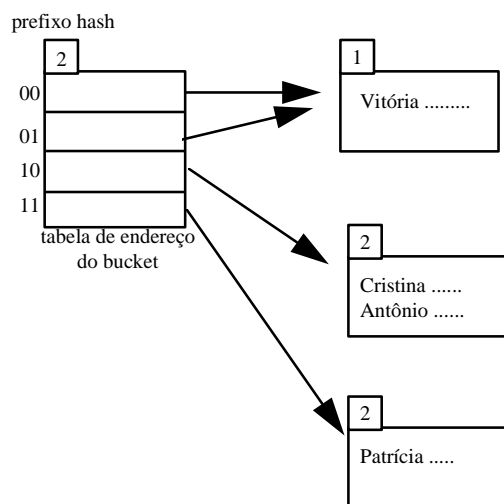 prefixo hash
2
00
01
10
11
tabela de endereço
do bucket
1
Vitória .........
2
Cristina ......
Antônio ......
2
Patrícia .....